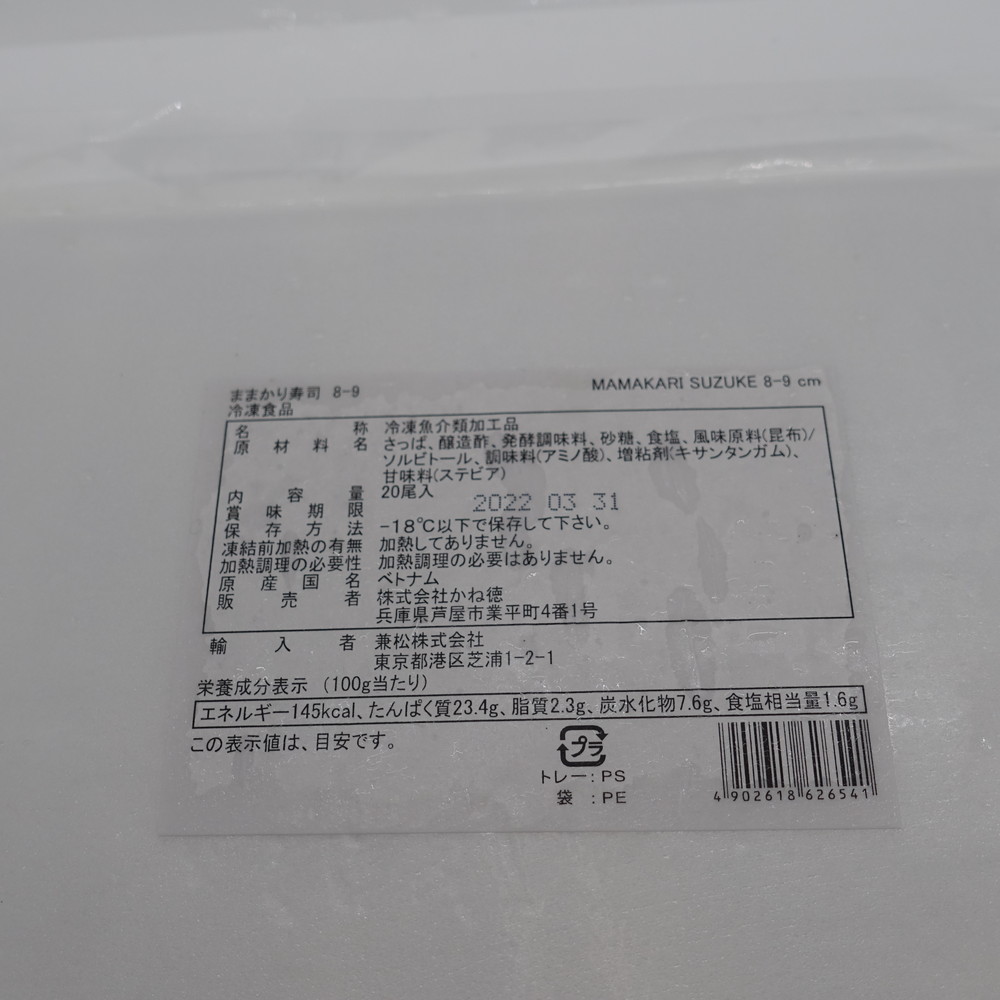 ままかり寿司 8-9
MAMAKARI SUZUKE 8-9 cm
冷凍食品
名称 冷凍魚介類加工品
原材料名 さっぱ、醸造酢、発酵調味料、砂糖、食塩、風味原料(昆布)/
ソルビトール、調味料(アミノ酸)、増粘剤(キサンタンガム)、
甘味料(ステビア)
内容量 20尾入
賞味期限 2022 03 31
保存方法 -18℃以下で保存して下さい。
凍結前加熱の有無 加熱してありません。
加熱調理の必要性 加熱調理の必要はありません。
原産国名 ベトナム
販売者 株式会社かね徳
兵庫県芦屋市業平町4番1号
輸入者 兼松株式会社
東京都港区芝浦1-2-1
栄養成分表示 (100g当たり)
エネルギー145kcal、たんぱく質23.4g、脂質2.3g、炭水化物7.6g、食塩相当量1.6g
この表示値は、目安です。
プラ
トレー:PS
袋:PE
4 902618 626541